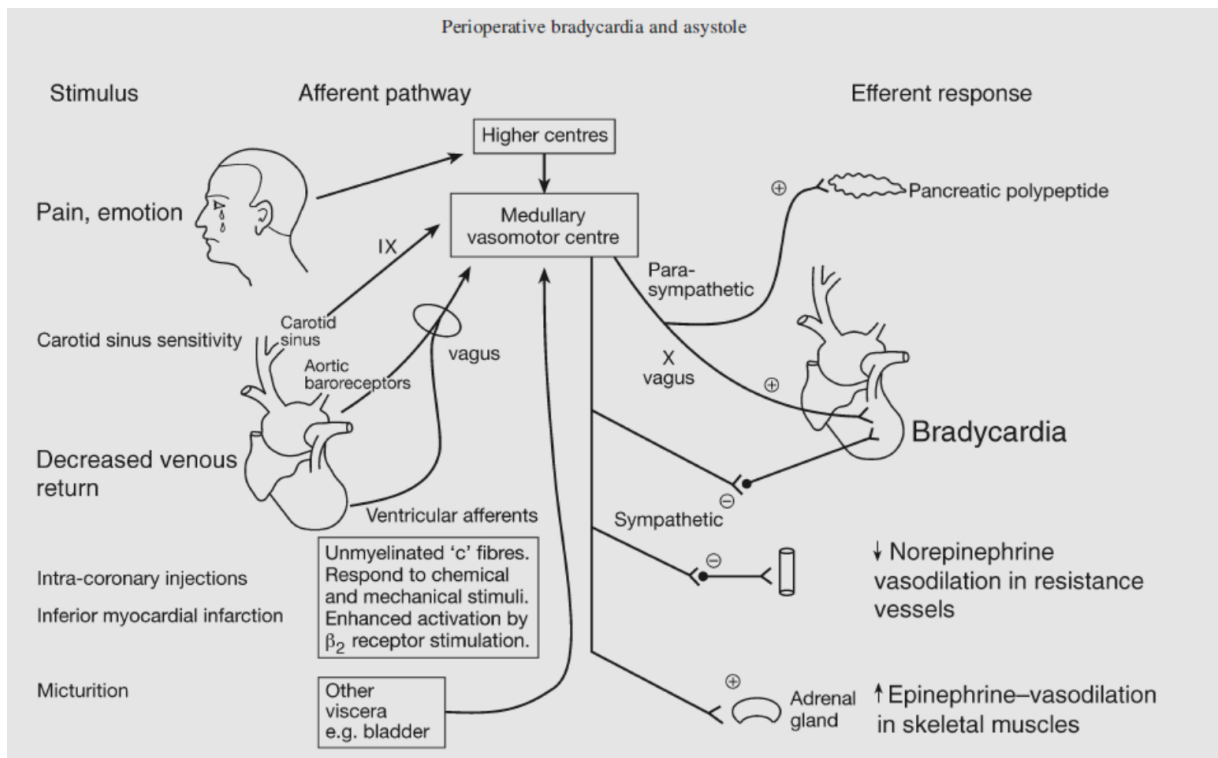 Perioperative bradycardia and asystole
Stimulus
Afferent pathway
Efferent response
Higher centres
Pain, emotion
Medullary
vasomotor centre
⊕
Pancreatic polypeptide
IX
Para-
sympathetic
Carotid sinus sensitivity
Carotid
sinus
Aortic
baroreceptors
vagus
X
vagus
⊕
Bradycardia
Decreased venous
return
Ventricular afferents
⊖
Sympathetic
Intra-coronary injections
Inferior myocardial infarction
Unmyelinated ‘c’ fibres.
Respond to chemical
and mechanical stimuli.
Enhanced activation by
β2 receptor stimulation.
⊖
↓ Norepinephrine
vasodilation in resistance
vessels
Micturition
Other
viscera
e.g. bladder
⊕
Adrenal
gland
↑ Epinephrine–vasodilation
in skeletal muscles